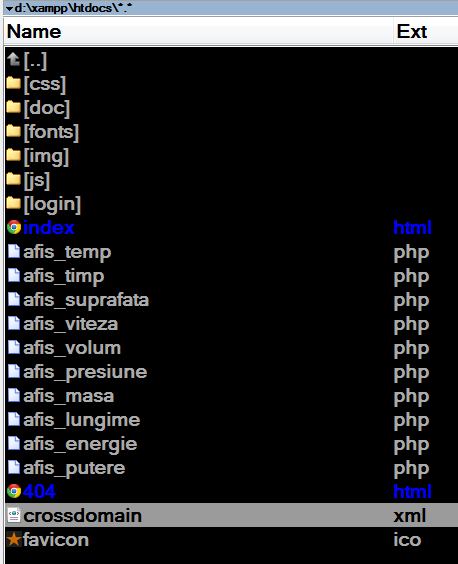 d:\xampp\htdocs\*.*
Name Ext
[..]
[css]
[doc]
[fonts]
[img]
[js]
[login]
index html
afis_temp php
afis_timp php
afis_suprafata php
afis_viteza php
afis_volum php
afis_presiune php
afis_masa php
afis_lungime php
afis_energie php
afis_putere php
404 html
crossdomain xml
favicon ico